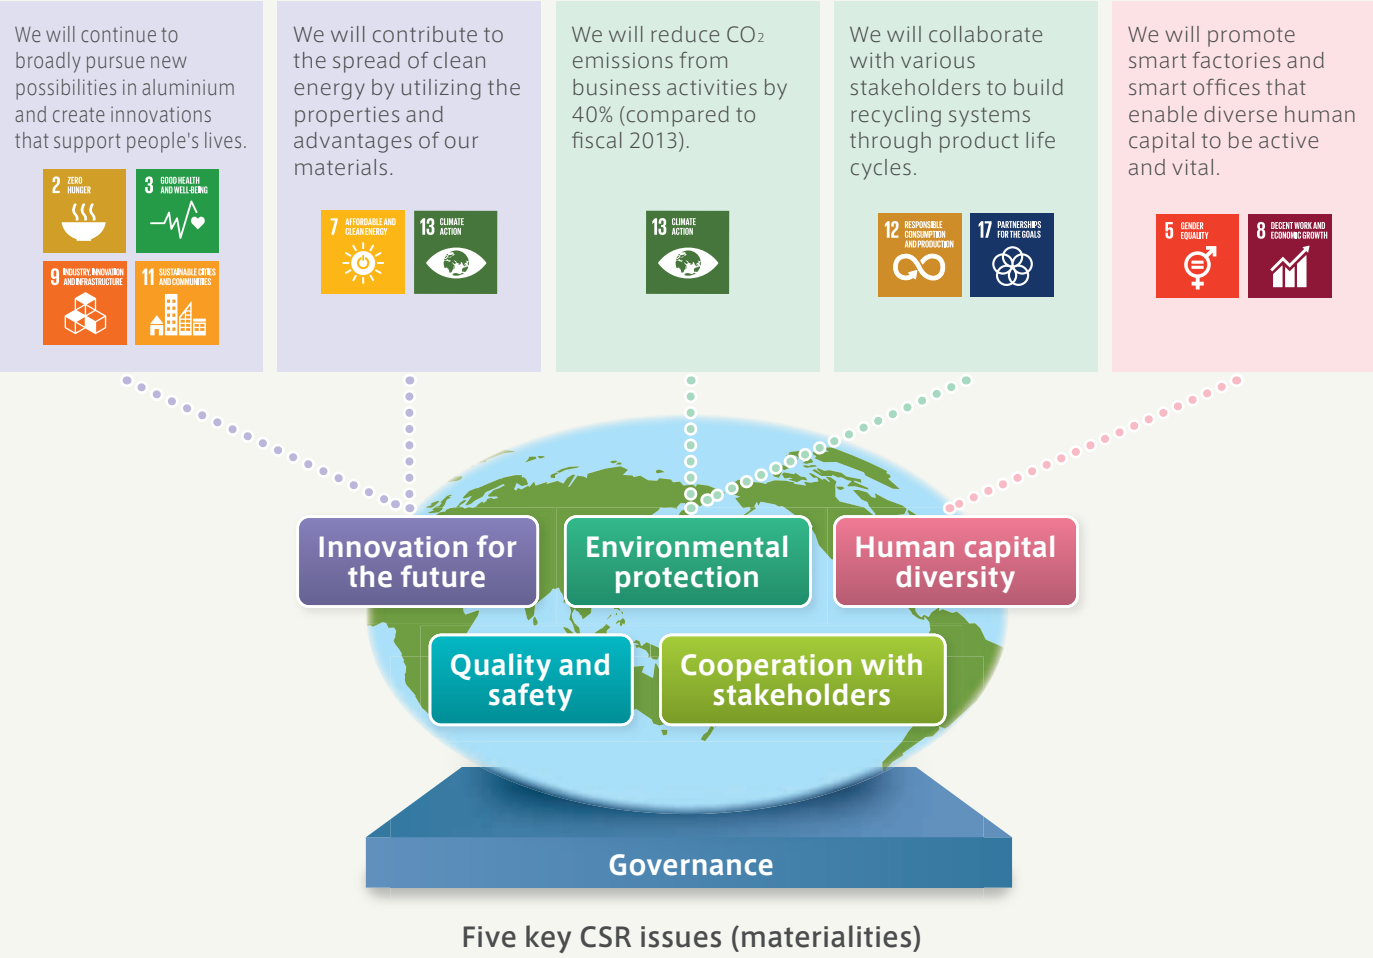 We will continue to
broadly pursue new
possibilities in aluminium
and create innovations
that support people's lives.
2 ZERO
HUNGER
3 GOOD HEALTH
AND WELL-BEING
9 INDUSTRY, INNOVATION
AND INFRASTRUCTURE
11 SUSTAINABLE CITIES
AND COMMUNITIES
We will contribute to
the spread of clean
energy by utilizing the
properties and
advantages of our
materials.
7 AFFORDABLE AND
CLEAN ENERGY
13 CLIMATE
ACTION
We will reduce CO₂
emissions from
business activities by
40% (compared to
fiscal 2013).
13 CLIMATE
ACTION
We will collaborate
with various
stakeholders to build
recycling systems
through product life
cycles.
12 RESPONSIBLE
CONSUMPTION
AND PRODUCTION
17 PARTNERSHIPS
FOR THE GOALS
We will promote
smart factories and
smart offices that
enable diverse human
capital to be active
and vital.
5 GENDER
EQUALITY
8 DECENT WORK AND
ECONOMIC GROWTH
Innovation for
the future
Environmental
protection
Human capital
diversity
Quality and
safety
Cooperation with
stakeholders
Governance
Five key CSR issues (materialities)